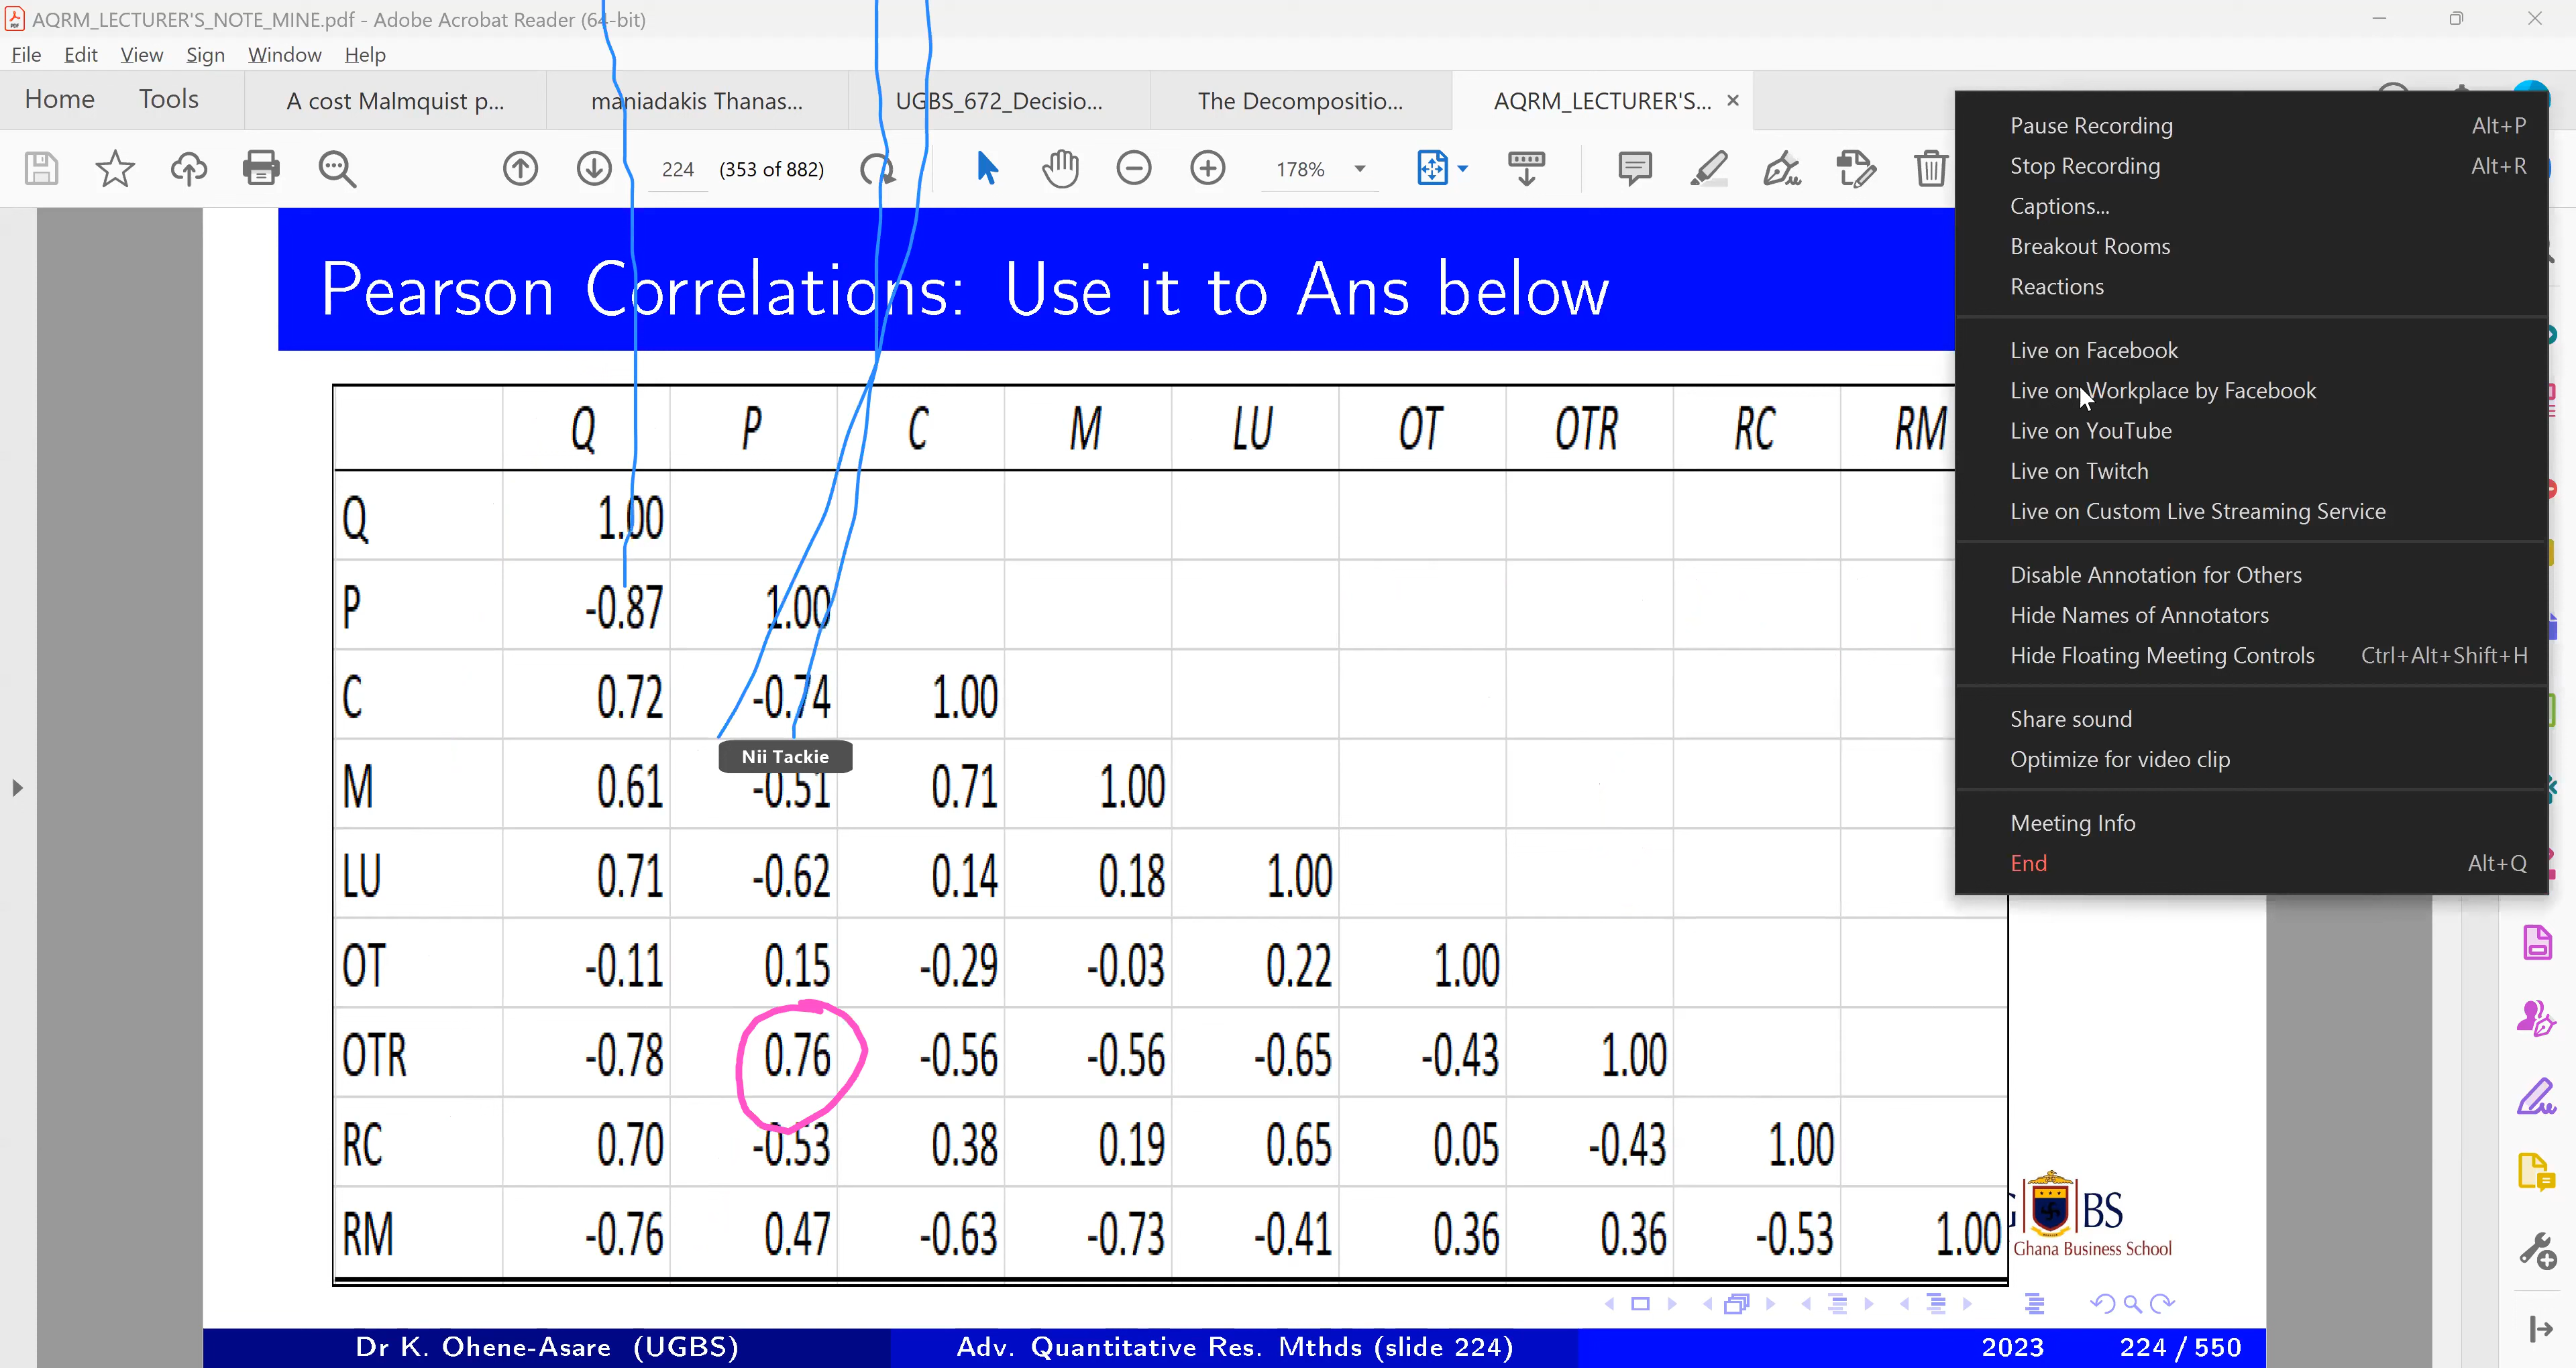 AQRM_LECTURER'S_NOTE_MINE.pdf - Adobe Acrobat Reader (64-bit)
File Edit View Sign Window Help
Home Tools A cost Malmquist p... maniadakis Thanas... UGBS_672_Decisio... The Decompositio... AQRM_LECTURER'S...
224 (353 of 882) 178%
Pearson Correlations: Use it to Ans below
Q P C M LU OT OTR RC RM
Q 1.00
P -0.87 1.00
C 0.72 -0.74 1.00
Nii Tackie
M 0.61 -0.51 0.71 1.00
LU 0.71 -0.62 0.14 0.18 1.00
OT -0.11 0.15 -0.29 -0.03 0.22 1.00
OTR -0.78 0.76 -0.56 -0.56 -0.65 -0.43 1.00
RC 0.70 -0.53 0.38 0.19 0.65 0.05 -0.43 1.00
RM -0.76 0.47 -0.63 -0.73 -0.41 0.36 0.36 -0.53 1.00
Pause Recording Alt+P
Stop Recording Alt+R
Captions...
Breakout Rooms
Reactions
Live on Facebook
Live on Workplace by Facebook
Live on YouTube
Live on Twitch
Live on Custom Live Streaming Service
Disable Annotation for Others
Hide Names of Annotators
Hide Floating Meeting Controls Ctrl+Alt+Shift+H
Share sound
Optimize for video clip
Meeting Info
End Alt+Q
BS
Ghana Business School
Dr K. Ohene-Asare (UGBS) Adv. Quantitative Res. Mthds (slide 224) 2023 224 / 550